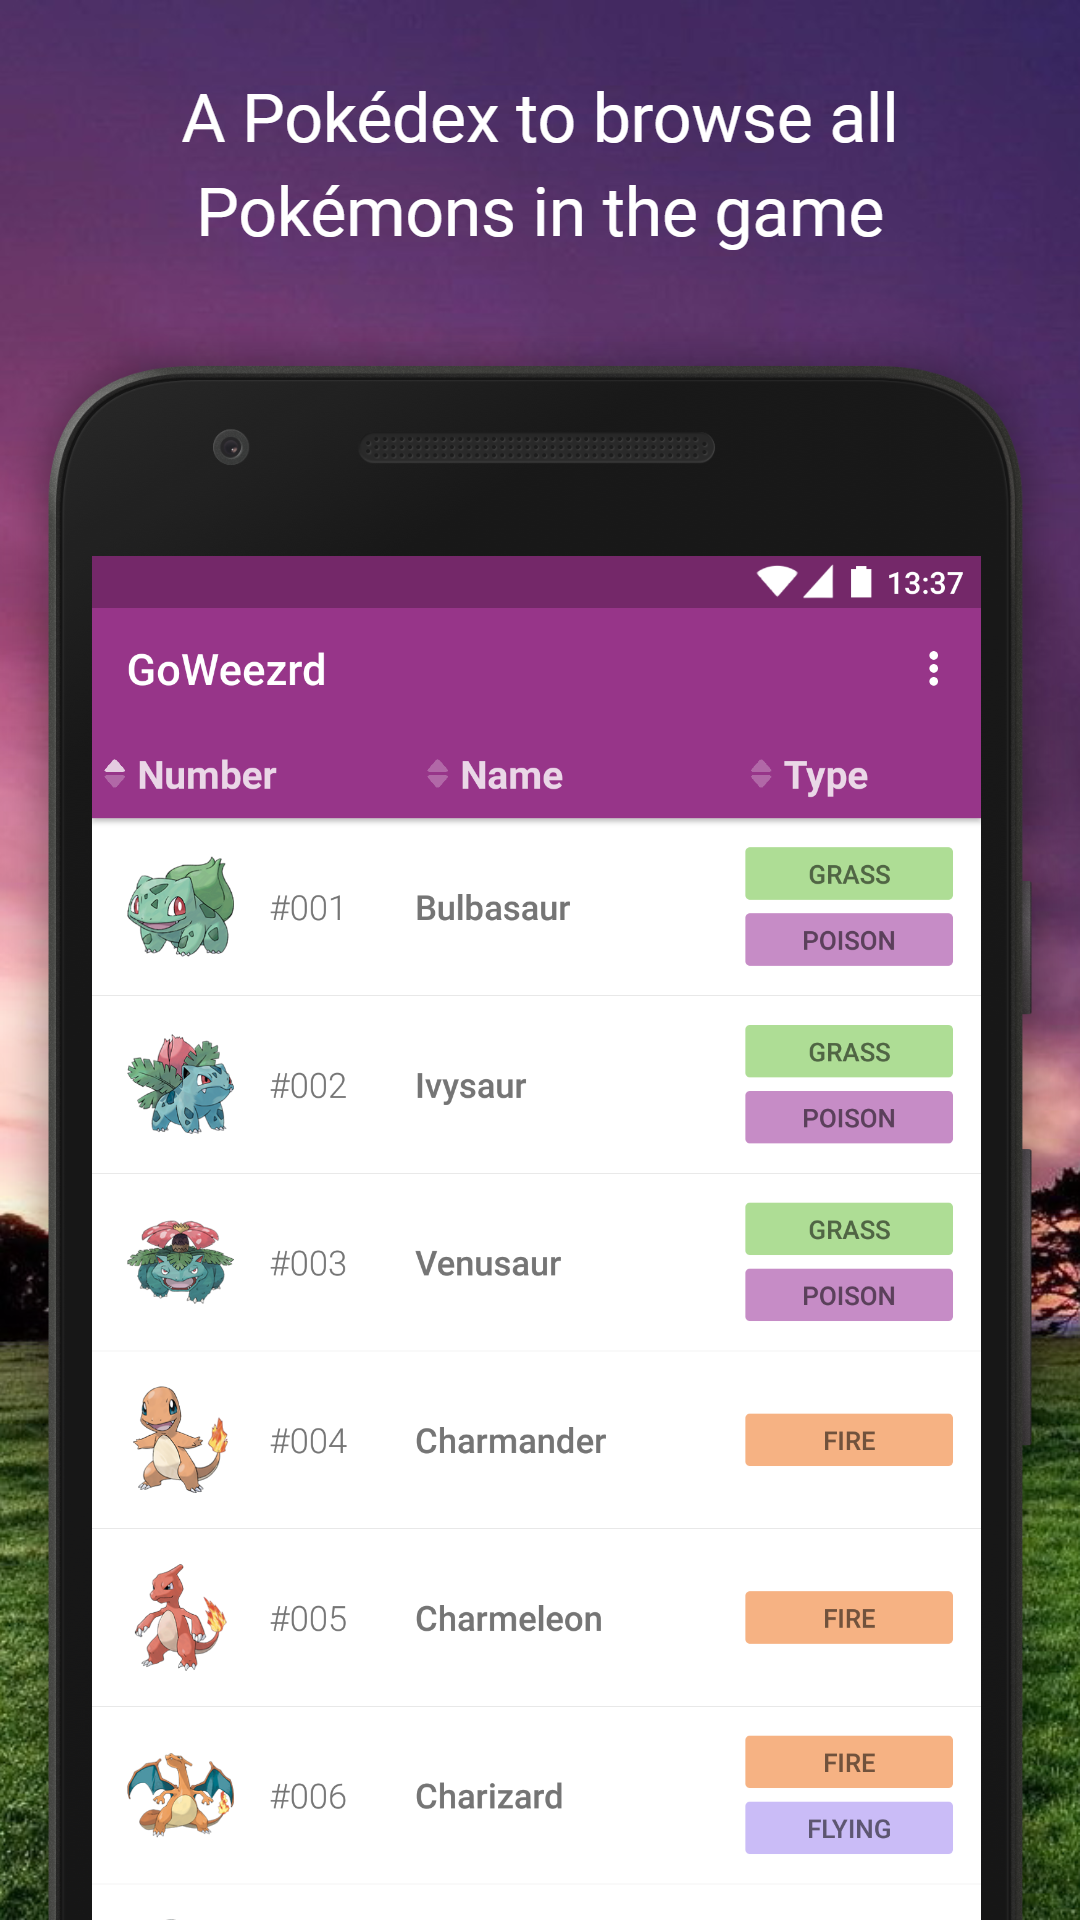 A Pokédex to browse all
Pokémons in the game
13:37
GoWeezrd
Number Name Type
#001 Bulbasaur GRASS POISON
#002 Ivysaur GRASS POISON
#003 Venusaur GRASS POISON
#004 Charmander FIRE
#005 Charmeleon FIRE
#006 Charizard FIRE FLYING